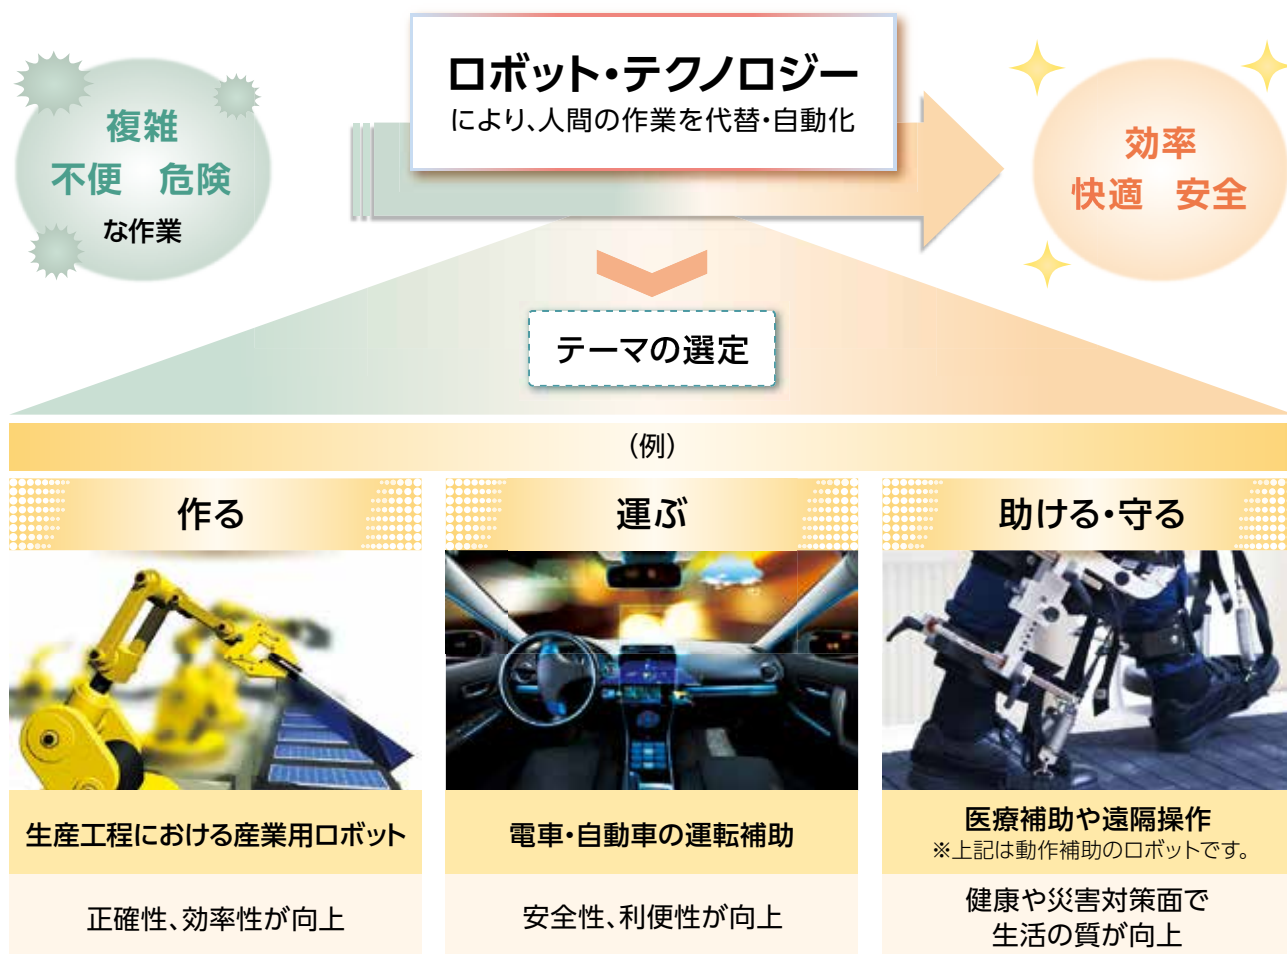 ロボット・テクノロジー
により、人間の作業を代替・自動化
複雑
不便　危険
な作業
効率
快適　安全
テーマの選定
（例）
作る
運ぶ
助ける・守る
生産工程における産業用ロボット
電車・自動車の運転補助
医療補助や遠隔操作
※上記は動作補助のロボットです。
正確性、効率性が向上
安全性、利便性が向上
健康や災害対策面で
生活の質が向上